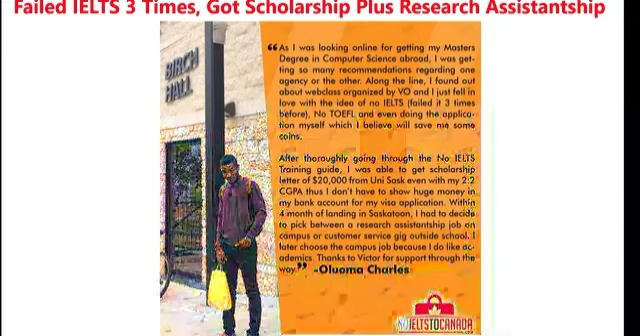 Failed IELTS 3 Times, Got Scholarship Plus Research Assistantship
BIRCH
HALL
❝As I was looking online for getting my Masters
Degree in Computer Science abroad, I was get-
ting so many recommendations regarding one
agency or the other. Along the line, I found out
about webclass organized by VO and I just fell in
love with the idea of no IELTS (failed it 3 times
before), No TOEFL and even doing the applica-
tion myself which I believe will save me some
coins.
After thoroughly going through the No IELTS
Training guide, I was able to get scholarship
letter of $20,000 from Uni Sask even with my 2:2
CGPA thus I don't have to show huge money in
my bank account for my visa application. Within
4 month of landing in Saskatoon, I had to decide
to pick between a research assistantship job on
campus or customer service gig outside school. I
later choose the campus job because I do like ac-
ademics. Thanks to Victor for support through the
way.❞ -Oluoma Charles
NOIELTSTOCANADA